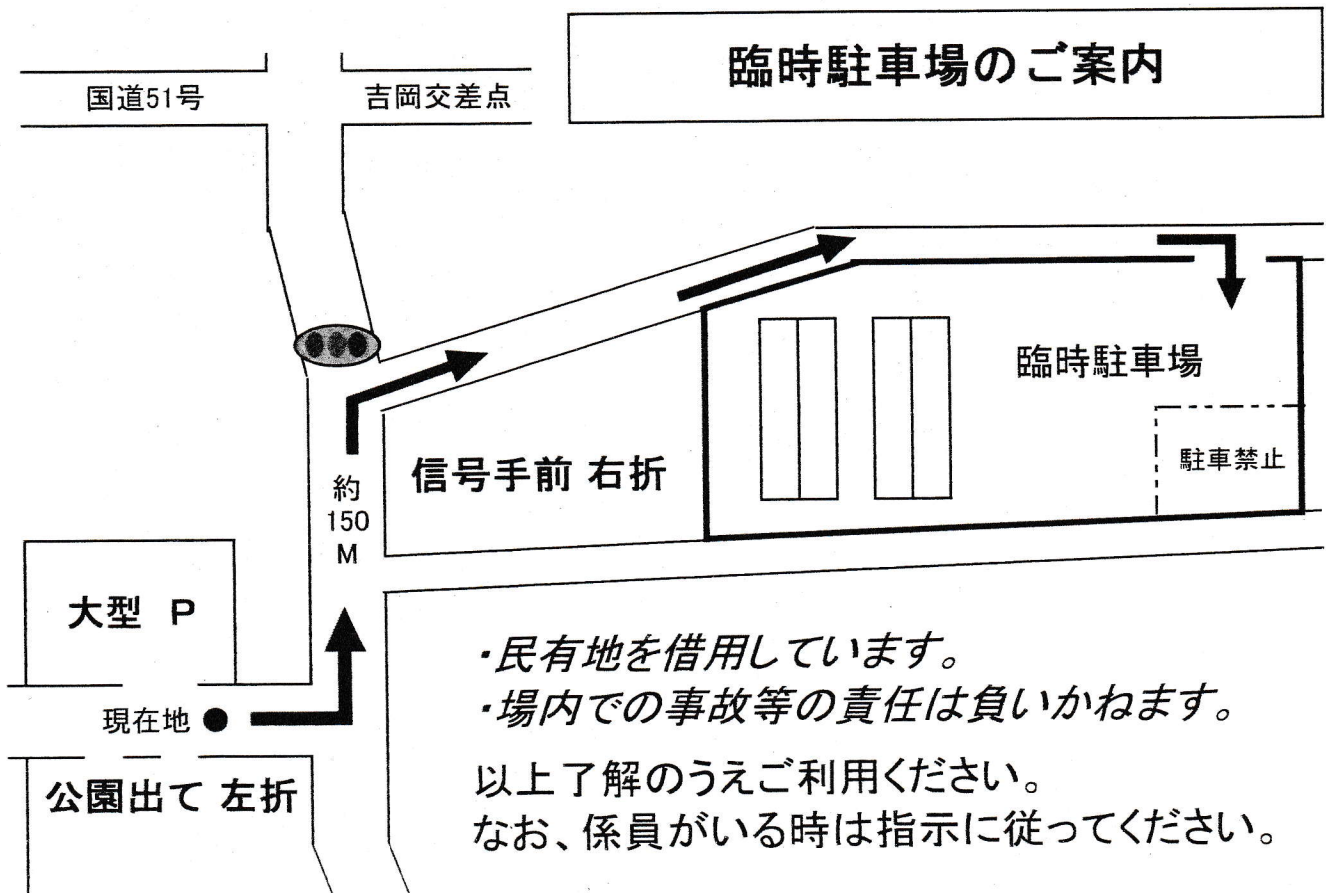 臨時駐車場のご案内
国道51号
吉岡交差点
臨時駐車場
駐車禁止
信号手前 右折
約
150
M
大型 P
現在地
公園出て 左折
・民有地を借用しています。
・場内での事故等の責任は負いかねます。
以上了解のうえご利用ください。
なお、係員がいる時は指示に従ってください。